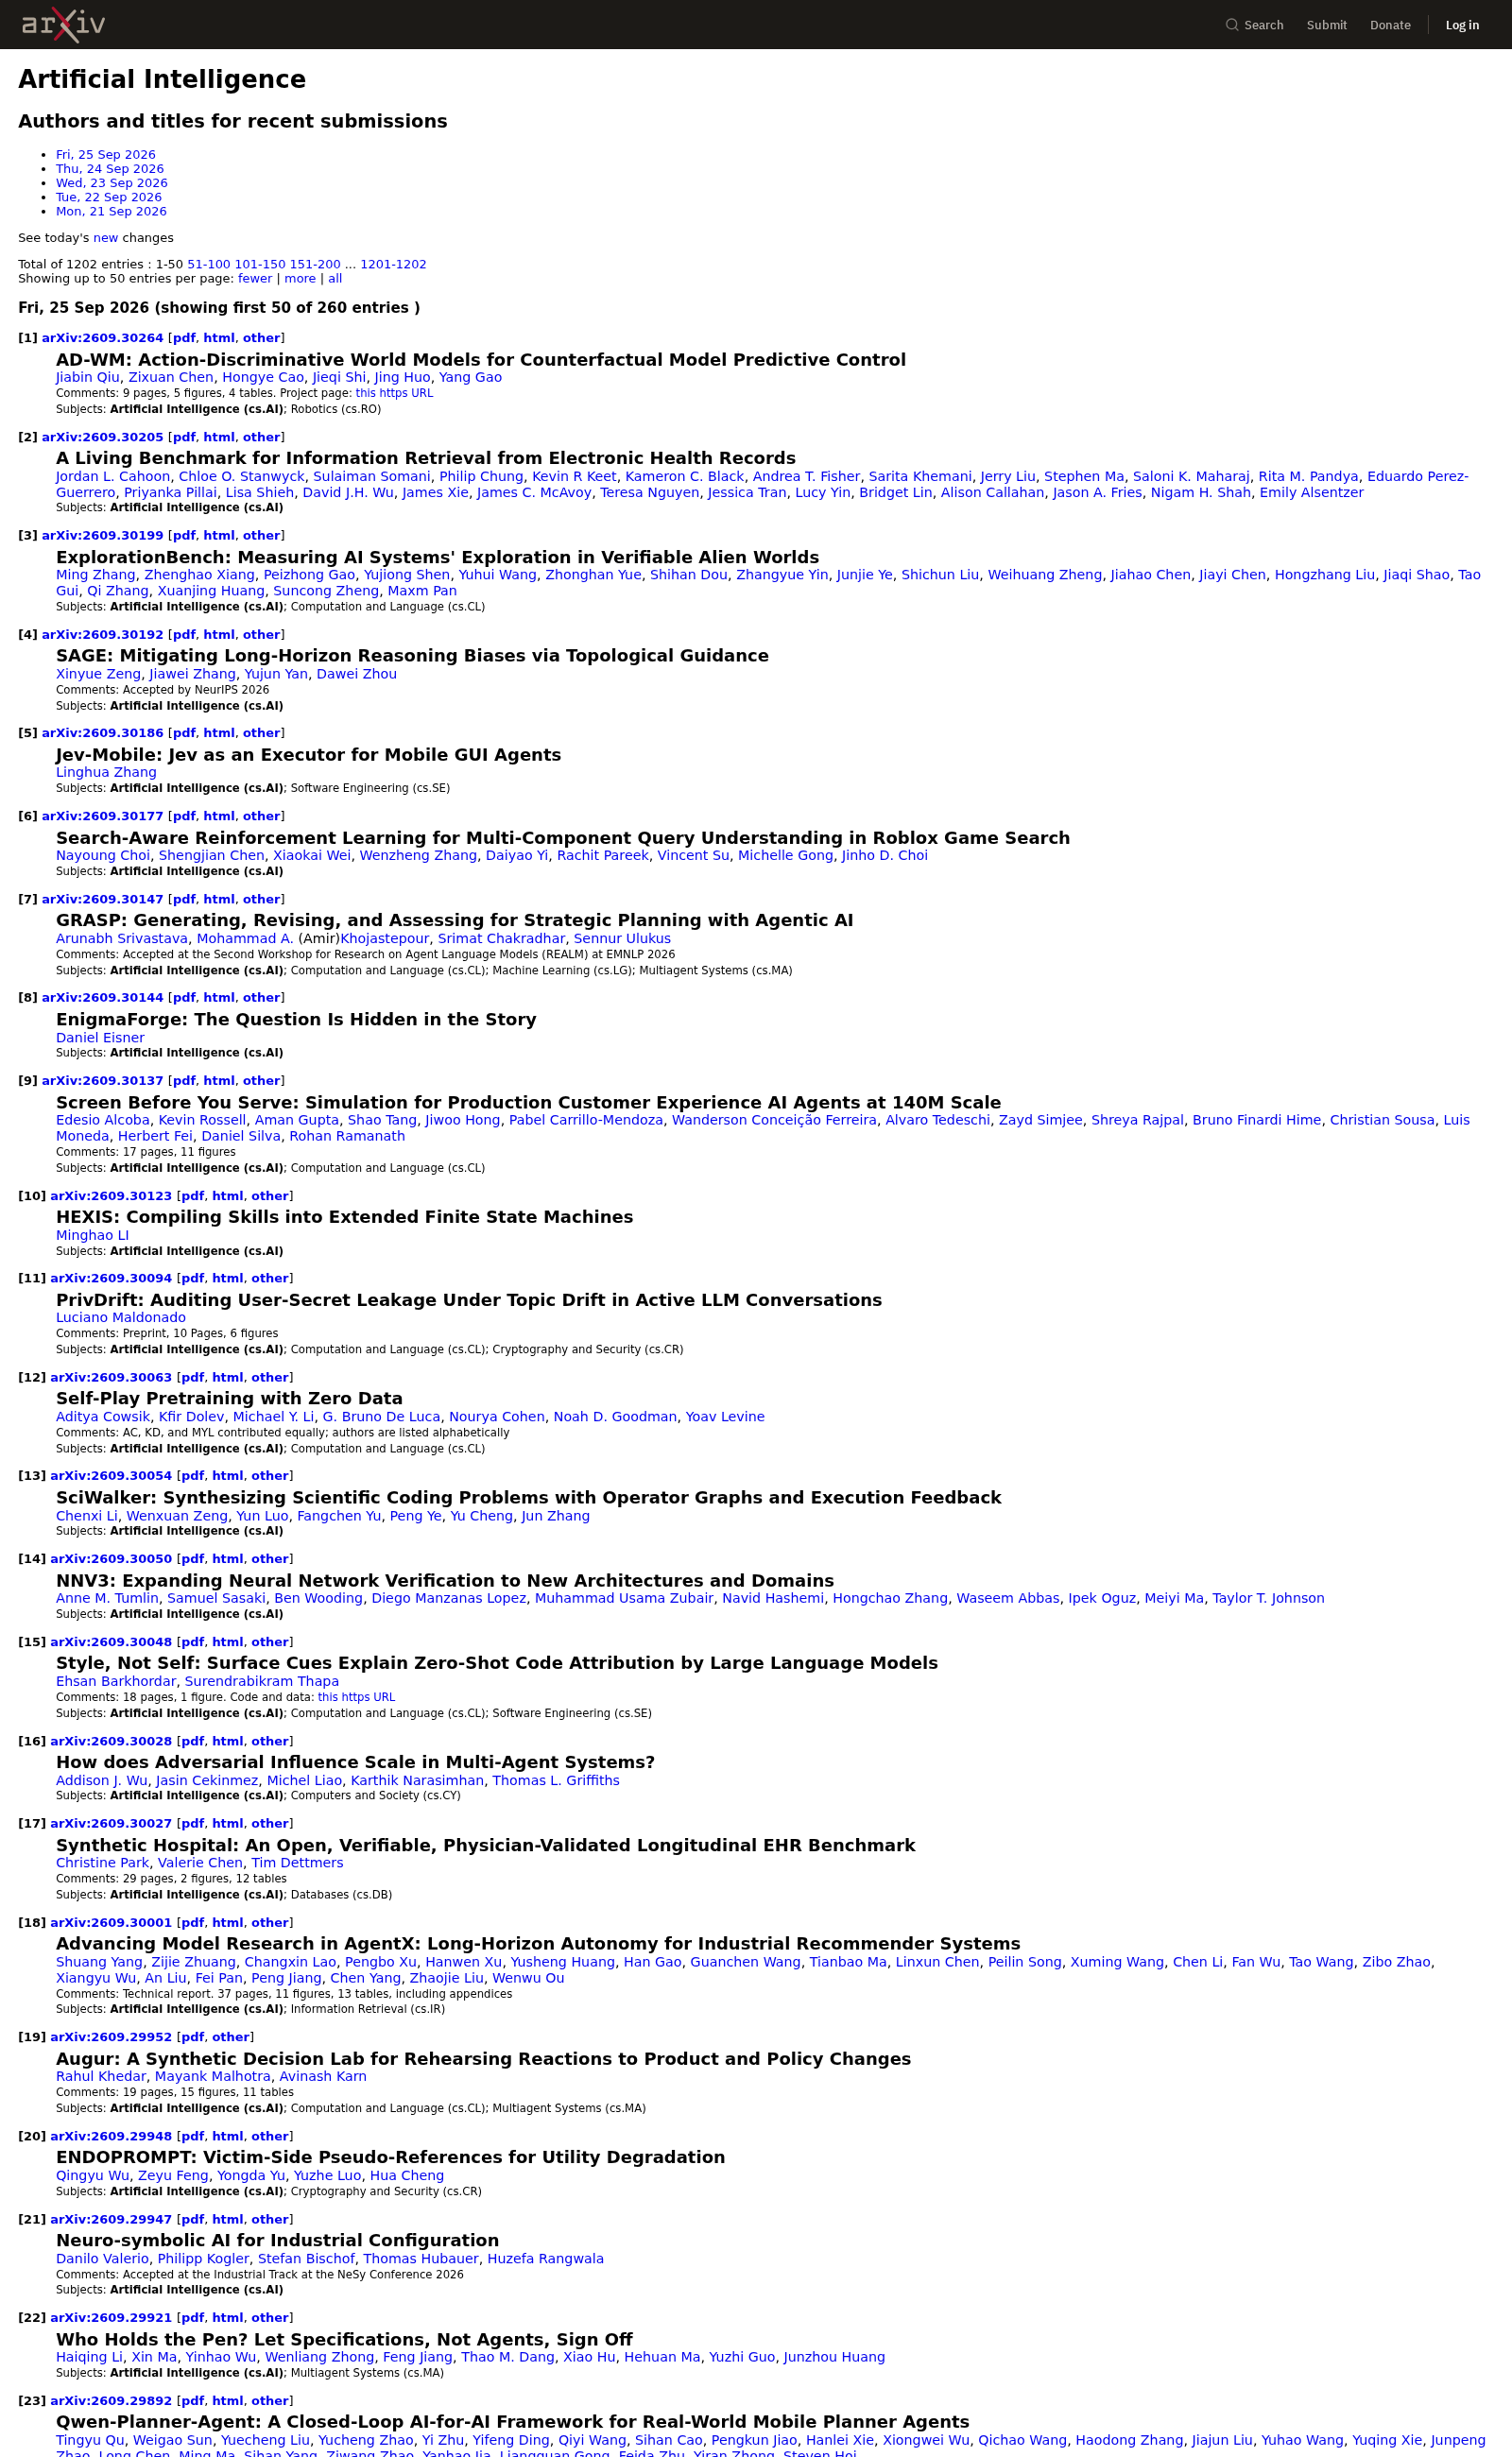 arXiv
Search Submit Donate Log in
Artificial Intelligence
Authors and titles for recent submissions
Fri, 25 Sep 2026
Thu, 24 Sep 2026
Wed, 23 Sep 2026
Tue, 22 Sep 2026
Mon, 21 Sep 2026
See today's new changes
Total of 1202 entries : 1-50 51-100 101-150 151-200 ... 1201-1202
Showing up to 50 entries per page: fewer | more | all
Fri, 25 Sep 2026 (showing first 50 of 260 entries )
[1] arXiv:2609.30264 [pdf, html, other]
AD-WM: Action-Discriminative World Models for Counterfactual Model Predictive Control
Jiabin Qiu, Zixuan Chen, Hongye Cao, Jieqi Shi, Jing Huo, Yang Gao
Comments: 9 pages, 5 figures, 4 tables. Project page: this https URL
Subjects: Artificial Intelligence (cs.AI); Robotics (cs.RO)
[2] arXiv:2609.30205 [pdf, html, other]
A Living Benchmark for Information Retrieval from Electronic Health Records
Jordan L. Cahoon, Chloe O. Stanwyck, Sulaiman Somani, Philip Chung, Kevin R Keet, Kameron C. Black, Andrea T. Fisher, Sarita Khemani, Jerry Liu, Stephen Ma, Saloni K. Maharaj, Rita M. Pandya, Eduardo Perez-
Guerrero, Priyanka Pillai, Lisa Shieh, David J.H. Wu, James Xie, James C. McAvoy, Teresa Nguyen, Jessica Tran, Lucy Yin, Bridget Lin, Alison Callahan, Jason A. Fries, Nigam H. Shah, Emily Alsentzer
Subjects: Artificial Intelligence (cs.AI)
[3] arXiv:2609.30199 [pdf, html, other]
ExplorationBench: Measuring AI Systems' Exploration in Verifiable Alien Worlds
Ming Zhang, Zhenghao Xiang, Peizhong Gao, Yujiong Shen, Yuhui Wang, Zhonghan Yue, Shihan Dou, Zhangyue Yin, Junjie Ye, Shichun Liu, Weihuang Zheng, Jiahao Chen, Jiayi Chen, Hongzhang Liu, Jiaqi Shao, Tao
Gui, Qi Zhang, Xuanjing Huang, Suncong Zheng, Maxm Pan
Subjects: Artificial Intelligence (cs.AI); Computation and Language (cs.CL)
[4] arXiv:2609.30192 [pdf, html, other]
SAGE: Mitigating Long-Horizon Reasoning Biases via Topological Guidance
Xinyue Zeng, Jiawei Zhang, Yujun Yan, Dawei Zhou
Comments: Accepted by NeurIPS 2026
Subjects: Artificial Intelligence (cs.AI)
[5] arXiv:2609.30186 [pdf, html, other]
Jev-Mobile: Jev as an Executor for Mobile GUI Agents
Linghua Zhang
Subjects: Artificial Intelligence (cs.AI); Software Engineering (cs.SE)
[6] arXiv:2609.30177 [pdf, html, other]
Search-Aware Reinforcement Learning for Multi-Component Query Understanding in Roblox Game Search
Nayoung Choi, Shengjian Chen, Xiaokai Wei, Wenzheng Zhang, Daiyao Yi, Rachit Pareek, Vincent Su, Michelle Gong, Jinho D. Choi
Subjects: Artificial Intelligence (cs.AI)
[7] arXiv:2609.30147 [pdf, html, other]
GRASP: Generating, Revising, and Assessing for Strategic Planning with Agentic AI
Arunabh Srivastava, Mohammad A. (Amir)Khojastepour, Srimat Chakradhar, Sennur Ulukus
Comments: Accepted at the Second Workshop for Research on Agent Language Models (REALM) at EMNLP 2026
Subjects: Artificial Intelligence (cs.AI); Computation and Language (cs.CL); Machine Learning (cs.LG); Multiagent Systems (cs.MA)
[8] arXiv:2609.30144 [pdf, html, other]
EnigmaForge: The Question Is Hidden in the Story
Daniel Eisner
Subjects: Artificial Intelligence (cs.AI)
[9] arXiv:2609.30137 [pdf, html, other]
Screen Before You Serve: Simulation for Production Customer Experience AI Agents at 140M Scale
Edesio Alcoba, Kevin Rossell, Aman Gupta, Shao Tang, Jiwoo Hong, Pabel Carrillo-Mendoza, Wanderson Conceição Ferreira, Alvaro Tedeschi, Zayd Simjee, Shreya Rajpal, Bruno Finardi Hime, Christian Sousa, Luis
Moneda, Herbert Fei, Daniel Silva, Rohan Ramanath
Comments: 17 pages, 11 figures
Subjects: Artificial Intelligence (cs.AI); Computation and Language (cs.CL)
[10] arXiv:2609.30123 [pdf, html, other]
HEXIS: Compiling Skills into Extended Finite State Machines
Minghao LI
Subjects: Artificial Intelligence (cs.AI)
[11] arXiv:2609.30094 [pdf, html, other]
PrivDrift: Auditing User-Secret Leakage Under Topic Drift in Active LLM Conversations
Luciano Maldonado
Comments: Preprint, 10 Pages, 6 figures
Subjects: Artificial Intelligence (cs.AI); Computation and Language (cs.CL); Cryptography and Security (cs.CR)
[12] arXiv:2609.30063 [pdf, html, other]
Self-Play Pretraining with Zero Data
Aditya Cowsik, Kfir Dolev, Michael Y. Li, G. Bruno De Luca, Nourya Cohen, Noah D. Goodman, Yoav Levine
Comments: AC, KD, and MYL contributed equally; authors are listed alphabetically
Subjects: Artificial Intelligence (cs.AI); Computation and Language (cs.CL)
[13] arXiv:2609.30054 [pdf, html, other]
SciWalker: Synthesizing Scientific Coding Problems with Operator Graphs and Execution Feedback
Chenxi Li, Wenxuan Zeng, Yun Luo, Fangchen Yu, Peng Ye, Yu Cheng, Jun Zhang
Subjects: Artificial Intelligence (cs.AI)
[14] arXiv:2609.30050 [pdf, html, other]
NNV3: Expanding Neural Network Verification to New Architectures and Domains
Anne M. Tumlin, Samuel Sasaki, Ben Wooding, Diego Manzanas Lopez, Muhammad Usama Zubair, Navid Hashemi, Hongchao Zhang, Waseem Abbas, Ipek Oguz, Meiyi Ma, Taylor T. Johnson
Subjects: Artificial Intelligence (cs.AI)
[15] arXiv:2609.30048 [pdf, html, other]
Style, Not Self: Surface Cues Explain Zero-Shot Code Attribution by Large Language Models
Ehsan Barkhordar, Surendrabikram Thapa
Comments: 18 pages, 1 figure. Code and data: this https URL
Subjects: Artificial Intelligence (cs.AI); Computation and Language (cs.CL); Software Engineering (cs.SE)
[16] arXiv:2609.30028 [pdf, html, other]
How does Adversarial Influence Scale in Multi-Agent Systems?
Addison J. Wu, Jasin Cekinmez, Michel Liao, Karthik Narasimhan, Thomas L. Griffiths
Subjects: Artificial Intelligence (cs.AI); Computers and Society (cs.CY)
[17] arXiv:2609.30027 [pdf, html, other]
Synthetic Hospital: An Open, Verifiable, Physician-Validated Longitudinal EHR Benchmark
Christine Park, Valerie Chen, Tim Dettmers
Comments: 29 pages, 2 figures, 12 tables
Subjects: Artificial Intelligence (cs.AI); Databases (cs.DB)
[18] arXiv:2609.30001 [pdf, html, other]
Advancing Model Research in AgentX: Long-Horizon Autonomy for Industrial Recommender Systems
Shuang Yang, Zijie Zhuang, Changxin Lao, Pengbo Xu, Hanwen Xu, Yusheng Huang, Han Gao, Guanchen Wang, Tianbao Ma, Linxun Chen, Peilin Song, Xuming Wang, Chen Li, Fan Wu, Tao Wang, Zibo Zhao,
Xiangyu Wu, An Liu, Fei Pan, Peng Jiang, Chen Yang, Zhaojie Liu, Wenwu Ou
Comments: Technical report. 37 pages, 11 figures, 13 tables, including appendices
Subjects: Artificial Intelligence (cs.AI); Information Retrieval (cs.IR)
[19] arXiv:2609.29952 [pdf, other]
Augur: A Synthetic Decision Lab for Rehearsing Reactions to Product and Policy Changes
Rahul Khedar, Mayank Malhotra, Avinash Karn
Comments: 19 pages, 15 figures, 11 tables
Subjects: Artificial Intelligence (cs.AI); Computation and Language (cs.CL); Multiagent Systems (cs.MA)
[20] arXiv:2609.29948 [pdf, html, other]
ENDOPROMPT: Victim-Side Pseudo-References for Utility Degradation
Qingyu Wu, Zeyu Feng, Yongda Yu, Yuzhe Luo, Hua Cheng
Subjects: Artificial Intelligence (cs.AI); Cryptography and Security (cs.CR)
[21] arXiv:2609.29947 [pdf, html, other]
Neuro-symbolic AI for Industrial Configuration
Danilo Valerio, Philipp Kogler, Stefan Bischof, Thomas Hubauer, Huzefa Rangwala
Comments: Accepted at the Industrial Track at the NeSy Conference 2026
Subjects: Artificial Intelligence (cs.AI)
[22] arXiv:2609.29921 [pdf, html, other]
Who Holds the Pen? Let Specifications, Not Agents, Sign Off
Haiqing Li, Xin Ma, Yinhao Wu, Wenliang Zhong, Feng Jiang, Thao M. Dang, Xiao Hu, Hehuan Ma, Yuzhi Guo, Junzhou Huang
Subjects: Artificial Intelligence (cs.AI); Multiagent Systems (cs.MA)
[23] arXiv:2609.29892 [pdf, html, other]
Qwen-Planner-Agent: A Closed-Loop AI-for-AI Framework for Real-World Mobile Planner Agents
Tingyu Qu, Weigao Sun, Yuecheng Liu, Yucheng Zhao, Yi Zhu, Yifeng Ding, Qiyi Wang, Sihan Cao, Pengkun Jiao, Hanlei Xie, Xiongwei Wu, Qichao Wang, Haodong Zhang, Jiajun Liu, Yuhao Wang, Yuqing Xie, Junpeng
Zhao, Long Chen, Ming Ma, Sihan Yang, Ziwang Zhao, Yanhao Jia, Liangquan Gong, Feida Zhu, Yiran Zhong, Steven Hoi